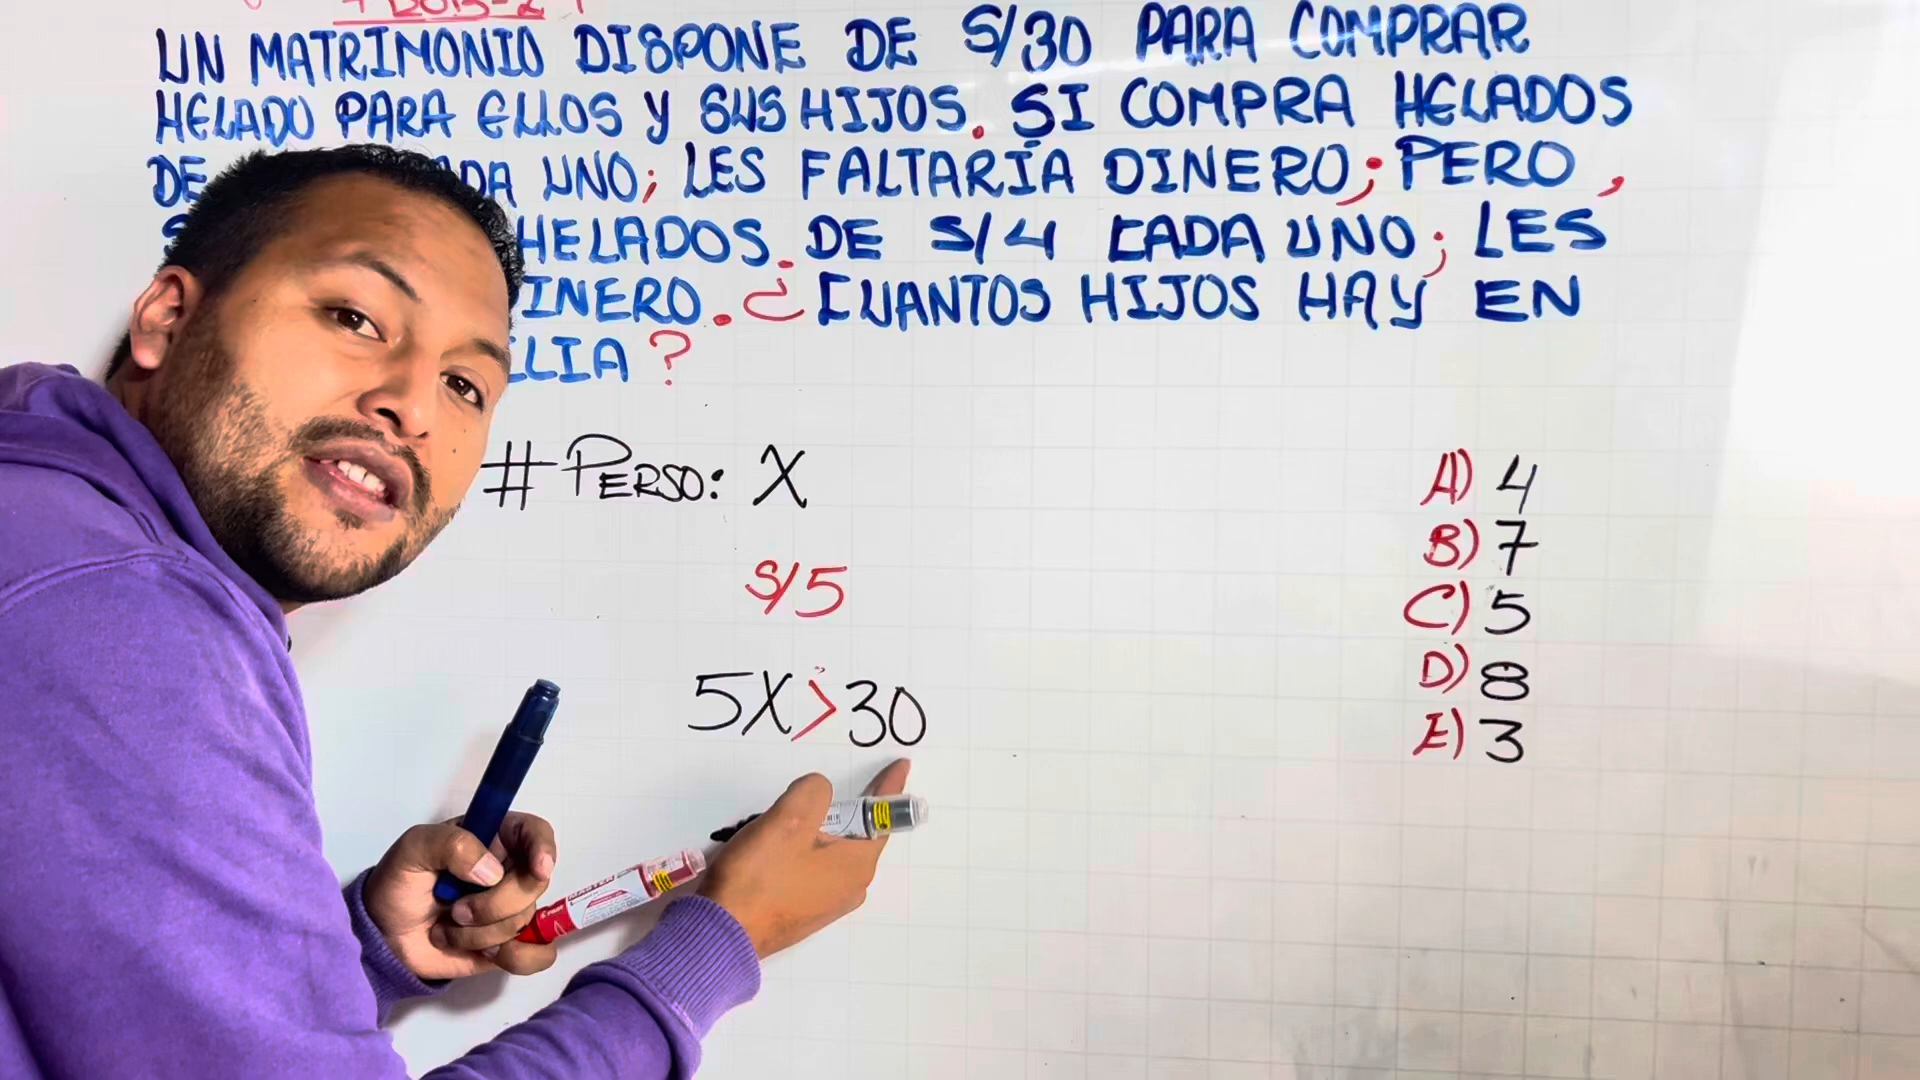 UN MATRIMONIO DISPONE DE S/30 PARA COMPRAR
HELADO PARA ELLOS Y SUS HIJOS. SI COMPRA HELADOS
DE DA UNO; LES FALTARÍA DINERO; PERO,
HELADOS DE S/4 CADA UNO; LES
INERO. ¿CUANTOS HIJOS HAY EN
ILIA?
# PERSO: X
S/5
5X>30
A) 4
B) 7
C) 5
D) 8
E) 3